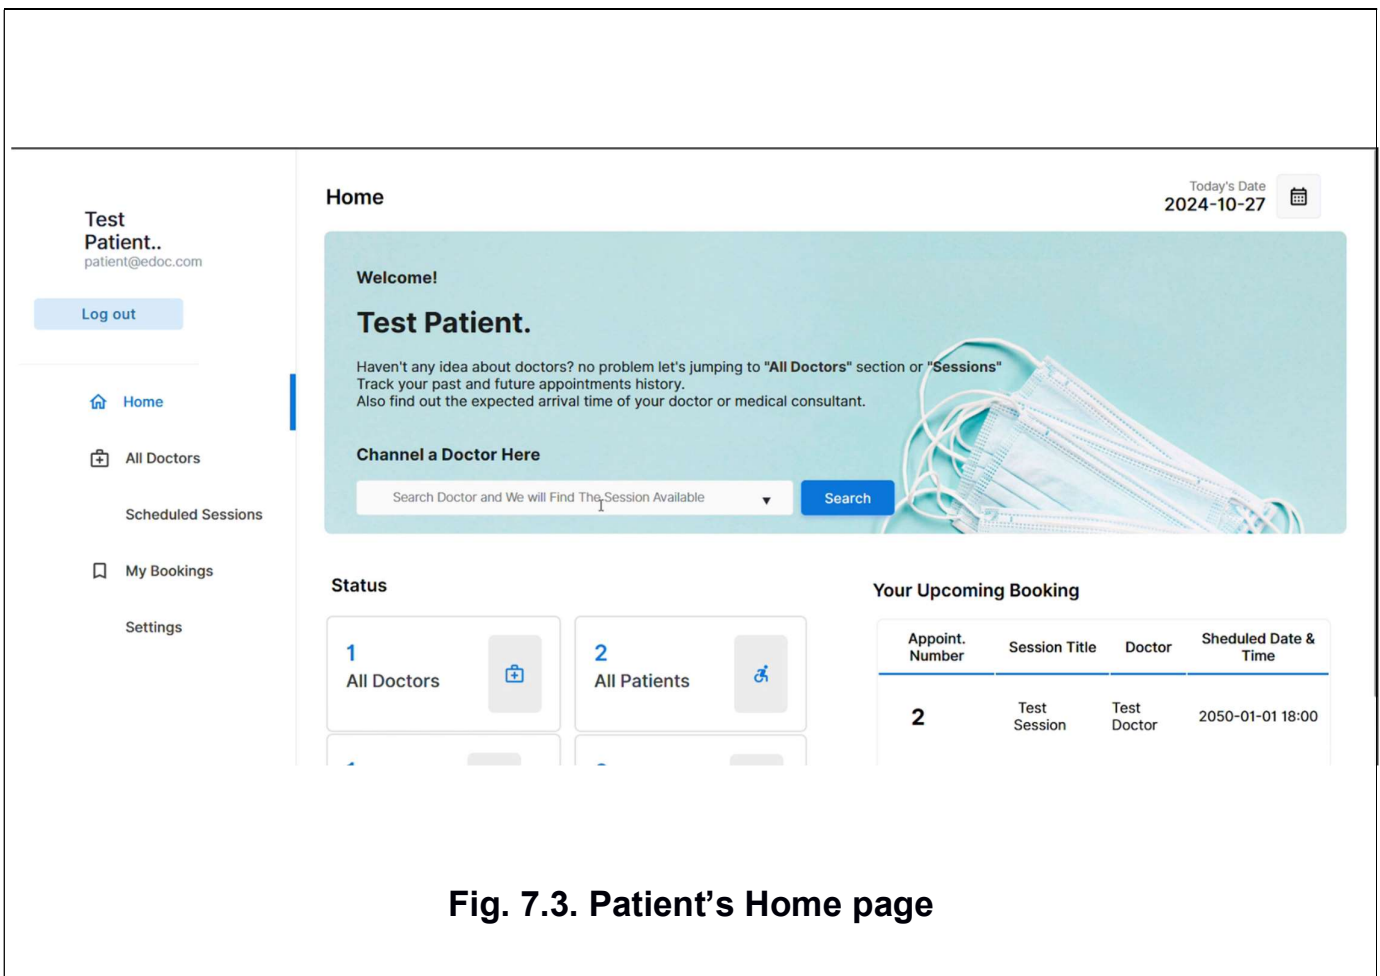 Test
Patient..
patient@edoc.com
Log out
Home
All Doctors
Scheduled Sessions
My Bookings
Settings
Home
Today's Date
2024-10-27
Welcome!
Test Patient.
Haven't any idea about doctors? no problem let's jumping to "All Doctors" section or "Sessions"
Track your past and future appointments history.
Also find out the expected arrival time of your doctor or medical consultant.
Channel a Doctor Here
Search Doctor and We will Find The Session Available
Search
Status
1
All Doctors
2
All Patients
Your Upcoming Booking
Appoint.
Number
Session Title
Doctor
Sheduled Date &
Time
2
Test
Session
Test
Doctor
2050-01-01 18:00
Fig. 7.3. Patient’s Home page